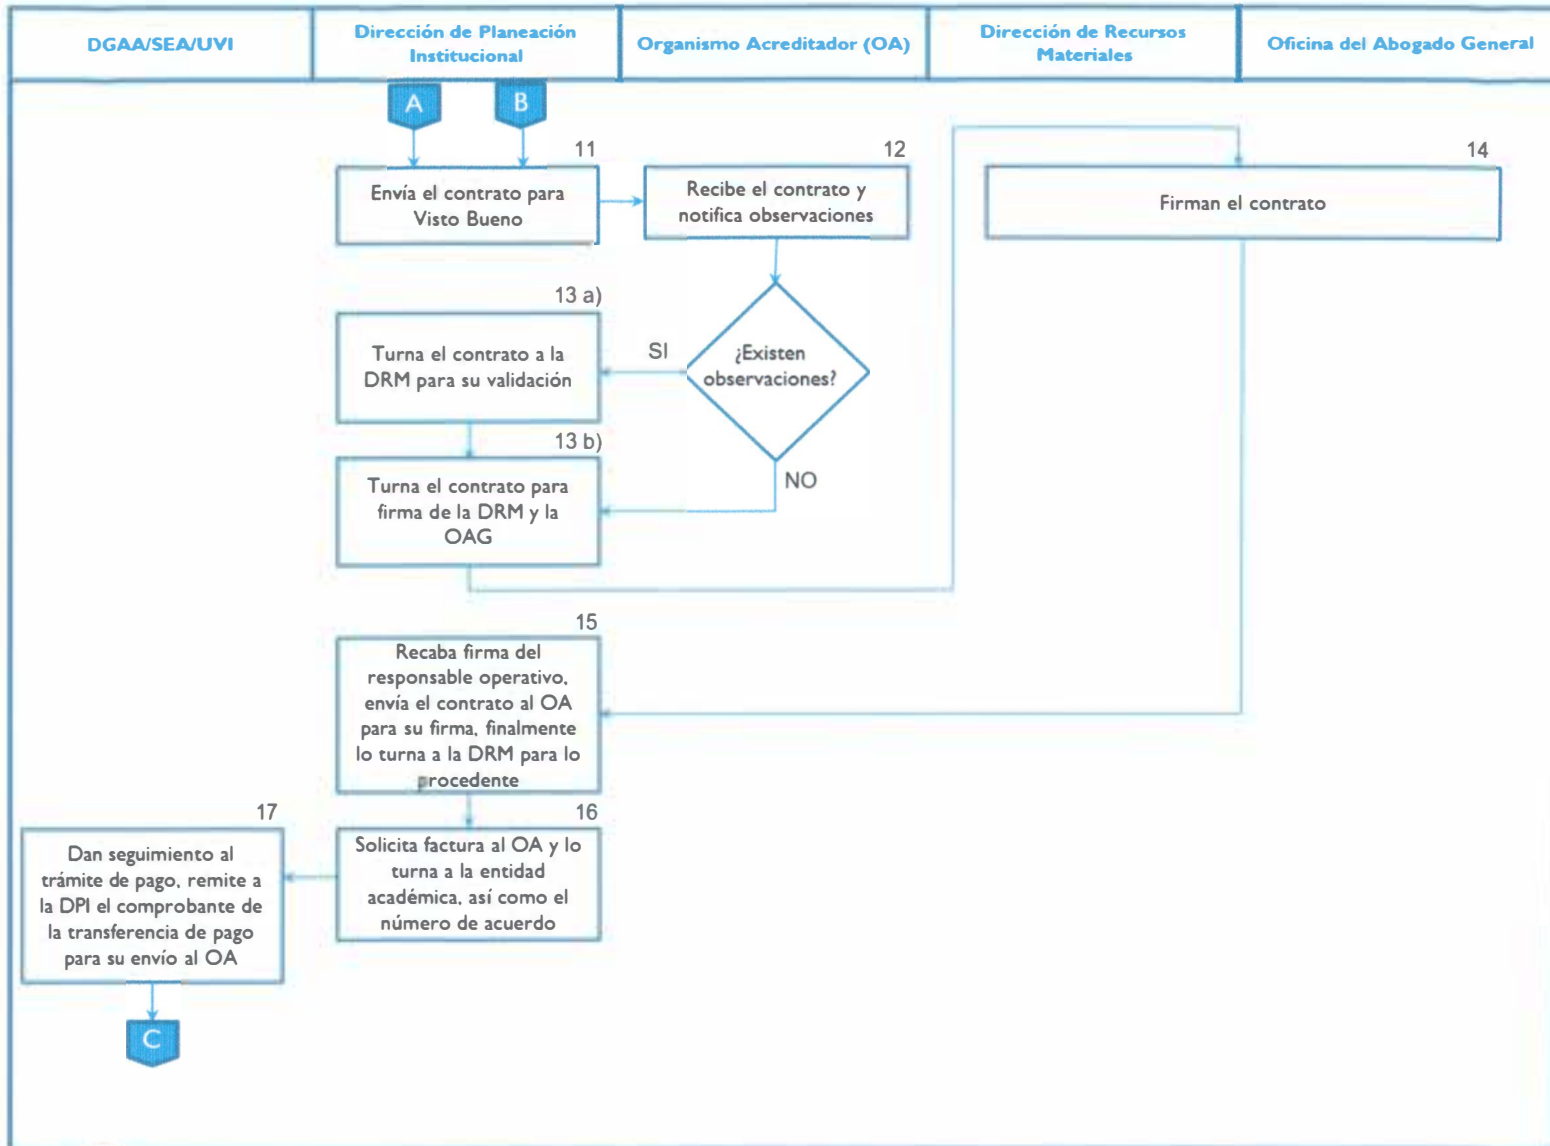 DGAA/SEA/UVI
Dirección de Planeación
Institucional
Organismo Acreditador (OA)
Dirección de Recursos
Materiales
Oficina del Abogado General
A
B
11
Envía el contrato para
Visto Bueno
12
Recibe el contrato y
notifica observaciones
14
Firman el contrato
13 a)
Turna el contrato a la
DRM para su validación
SI
¿Existen
observaciones?
13 b)
Turna el contrato para
firma de la DRM y la
OAG
NO
15
Recaba firma del
responsable operativo,
envía el contrato al OA
para su firma, finalmente
lo turna a la DRM para lo
procedente
16
Solicita factura al OA y lo
turna a la entidad
académica, así como el
número de acuerdo
17
Dan seguimiento al
trámite de pago, remite a
la DPI el comprobante de
la transferencia de pago
para su envío al OA
C